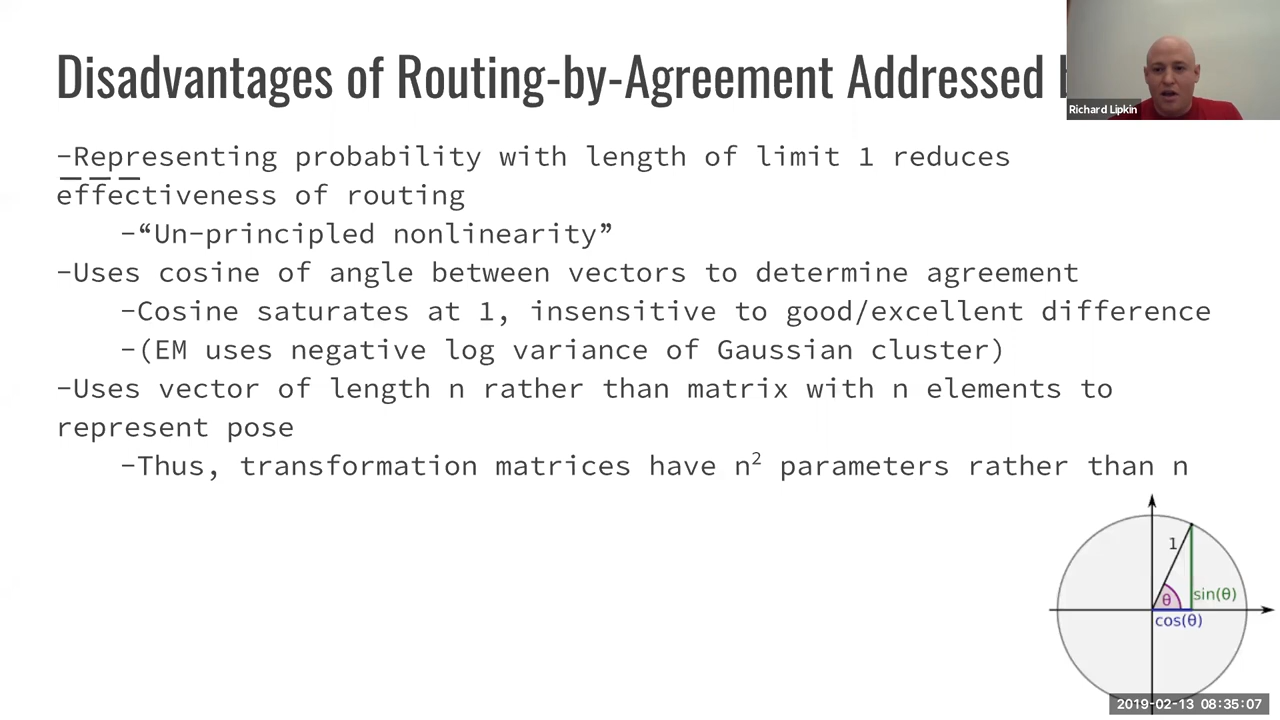 Disadvantages of Routing-by-Agreement Addressed
Richard Lipkin
-Representing probability with length of limit 1 reduces
effectiveness of routing
-“Un-principled nonlinearity”
-Uses cosine of angle between vectors to determine agreement
-Cosine saturates at 1, insensitive to good/excellent difference
-(EM uses negative log variance of Gaussian cluster)
-Uses vector of length n rather than matrix with n elements to
represent pose
-Thus, transformation matrices have n² parameters rather than n
1
θ
sin(θ)
cos(θ)
2019-02-13 08:35:07